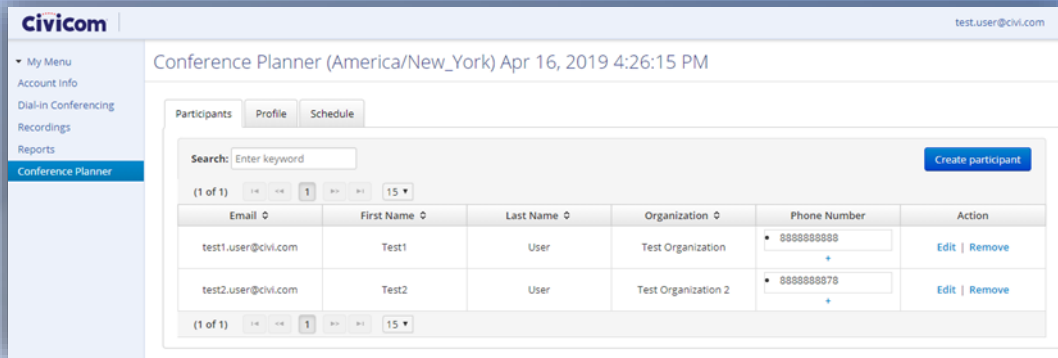 Civicom
test.user@civi.com
My Menu
Account Info
Dial-in Conferencing
Recordings
Reports
Conference Planner
Conference Planner (America/New_York) Apr 16, 2019 4:26:15 PM
Participants Profile Schedule
Search: Enter keyword Create participant
(1 of 1) 1 15
Email First Name Last Name Organization Phone Number Action
test1.user@civi.com Test1 User Test Organization 8888888888 Edit | Remove
+
test2.user@civi.com Test2 User Test Organization 2 8888888878 Edit | Remove
+
(1 of 1) 1 15